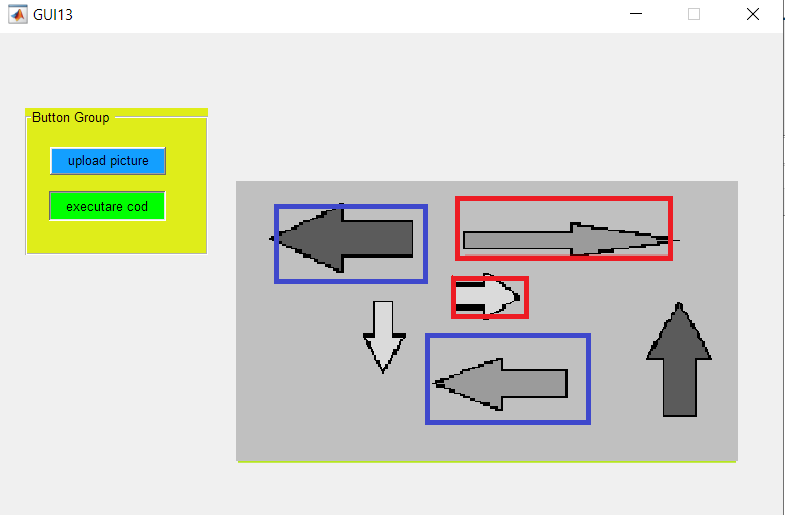 GUI13
Button Group
upload picture
executare cod